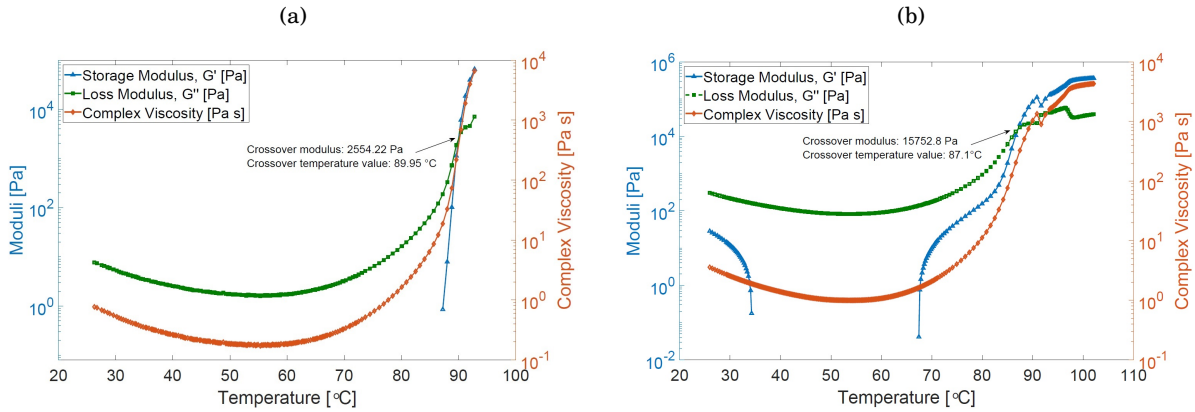 (a)
Storage Modulus, G' [Pa]
Loss Modulus, G'' [Pa]
Complex Viscosity [Pa s]
Crossover modulus: 2554.22 Pa
Crossover temperature value: 89.95 °C
Moduli [Pa]
10^4
10^2
10^0
Complex Viscosity [Pa s]
10^4
10^3
10^2
10^1
10^0
10^-1
20 30 40 50 60 70 80 90 100
Temperature [°C]
(b)
Storage Modulus, G' [Pa]
Loss Modulus, G'' [Pa]
Complex Viscosity [Pa s]
Crossover modulus: 15752.8 Pa
Crossover temperature value: 87.1°C
Moduli [Pa]
10^6
10^4
10^2
10^0
10^-2
Complex Viscosity [Pa s]
10^4
10^3
10^2
10^1
10^0
10^-1
20 30 40 50 60 70 80 90 100 110
Temperature [°C]